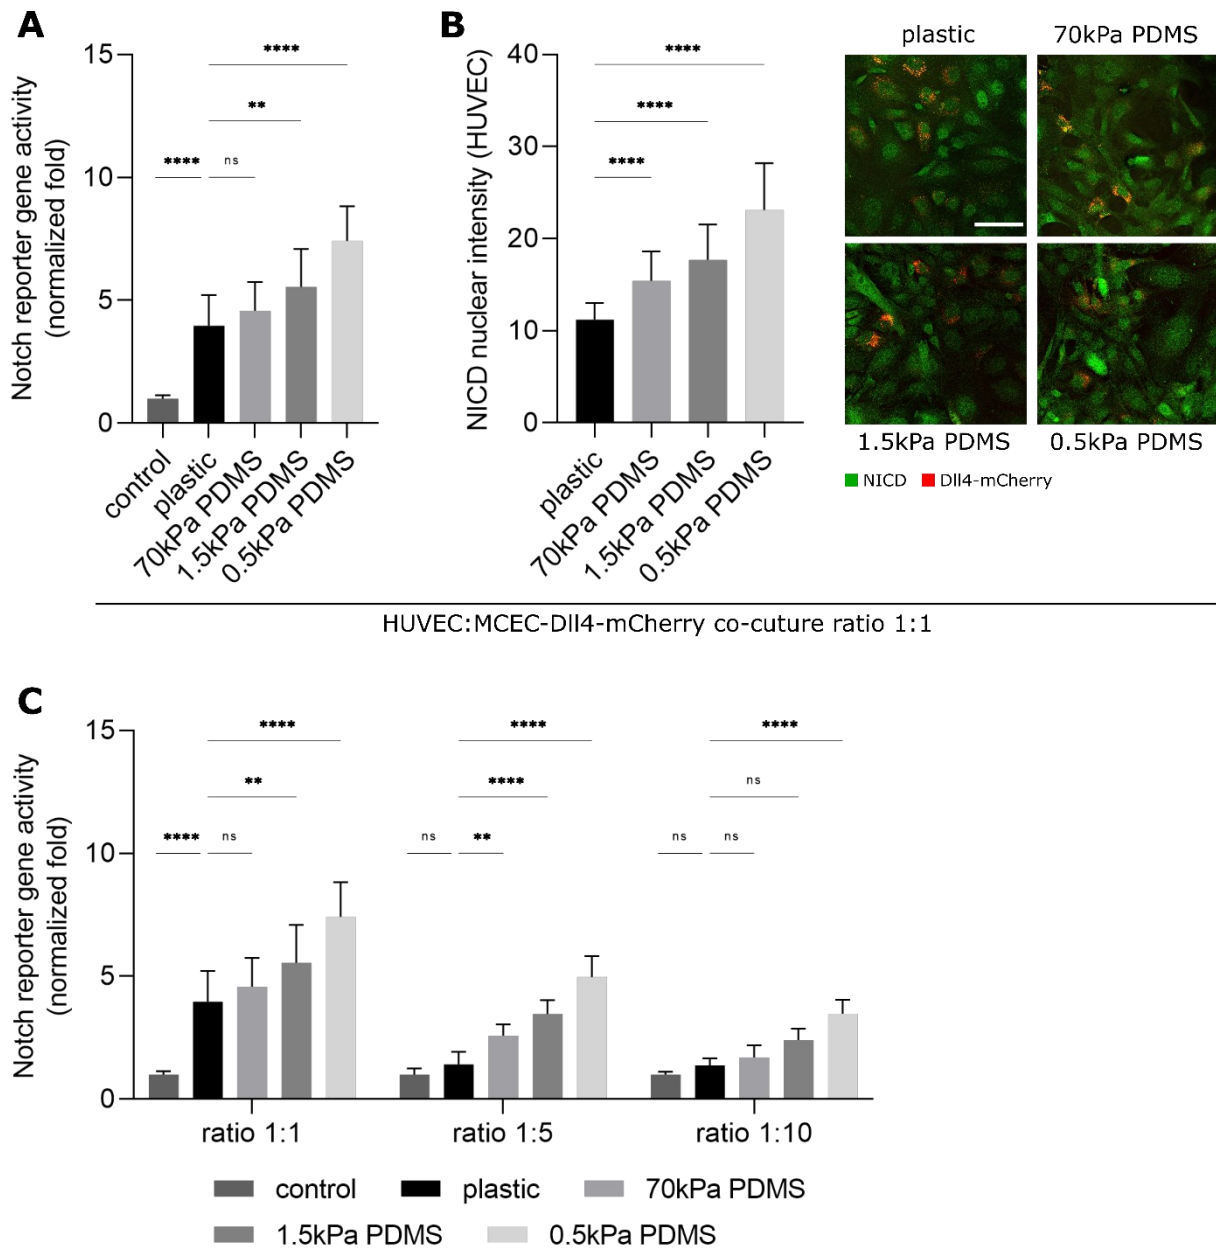 A
15
10
5
0
Notch reporter gene activity
(normalized fold)
****
**
****
ns
control
plastic
70kPa PDMS
1.5kPa PDMS
0.5kPa PDMS
B
40
30
20
10
0
NICD nuclear intensity (HUVEC)
****
****
****
plastic
70kPa PDMS
1.5kPa PDMS
0.5kPa PDMS
plastic
70kPa PDMS
1.5kPa PDMS
0.5kPa PDMS
NICD
Dll4-mCherry
HUVEC:MCEC-Dll4-mCherry co-cuture ratio 1:1
C
15
10
5
0
Notch reporter gene activity
(normalized fold)
****
**
****
ns
****
****
ns
**
****
ns
ns
ns
ratio 1:1
ratio 1:5
ratio 1:10
control
plastic
70kPa PDMS
1.5kPa PDMS
0.5kPa PDMS